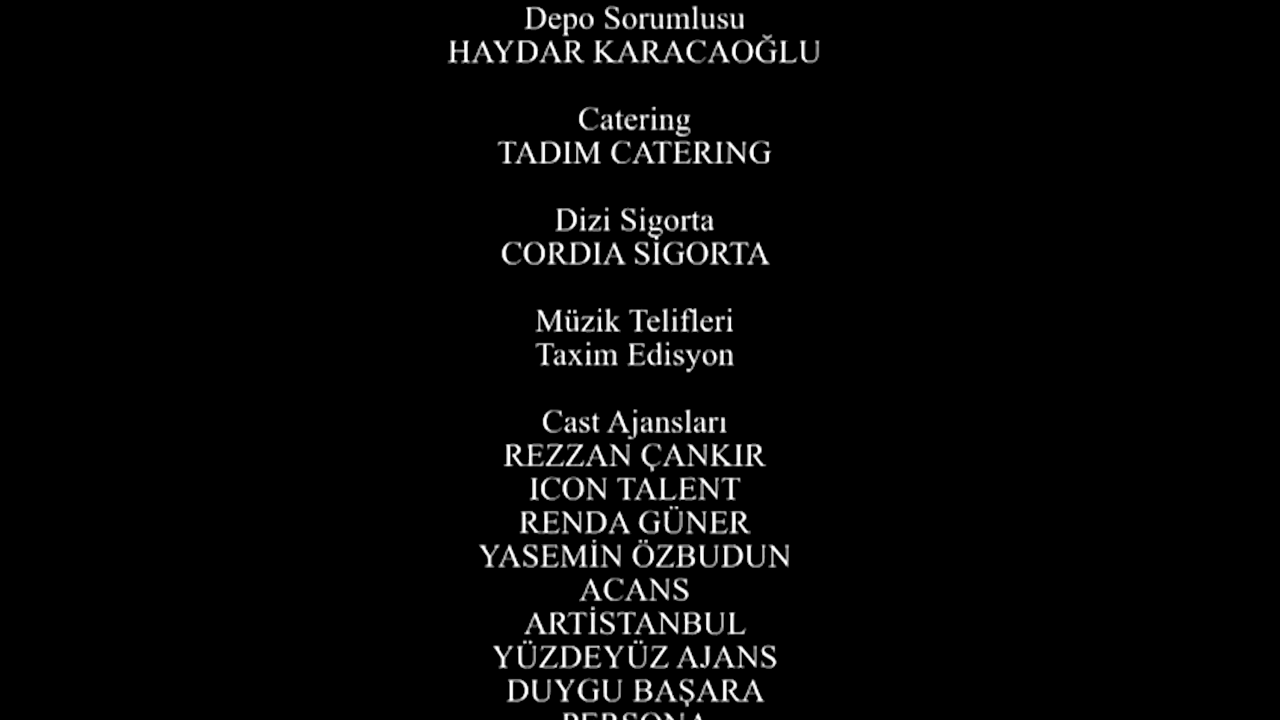 Depo Sorumlusu
HAYDAR KARACAOĞLU
Catering
TADIM CATERING
Dizi Sigorta
CORDIA SİGORTA
Müzik Telifleri
Taxim Edisyon
Cast Ajansları
REZZAN ÇANKIR
ICON TALENT
RENDA GÜNER
YASEMİN ÖZBUDUN
ACANS
ARTİSTANBUL
YÜZDEYÜZ AJANS
DUYGU BAŞARA
PERSONA